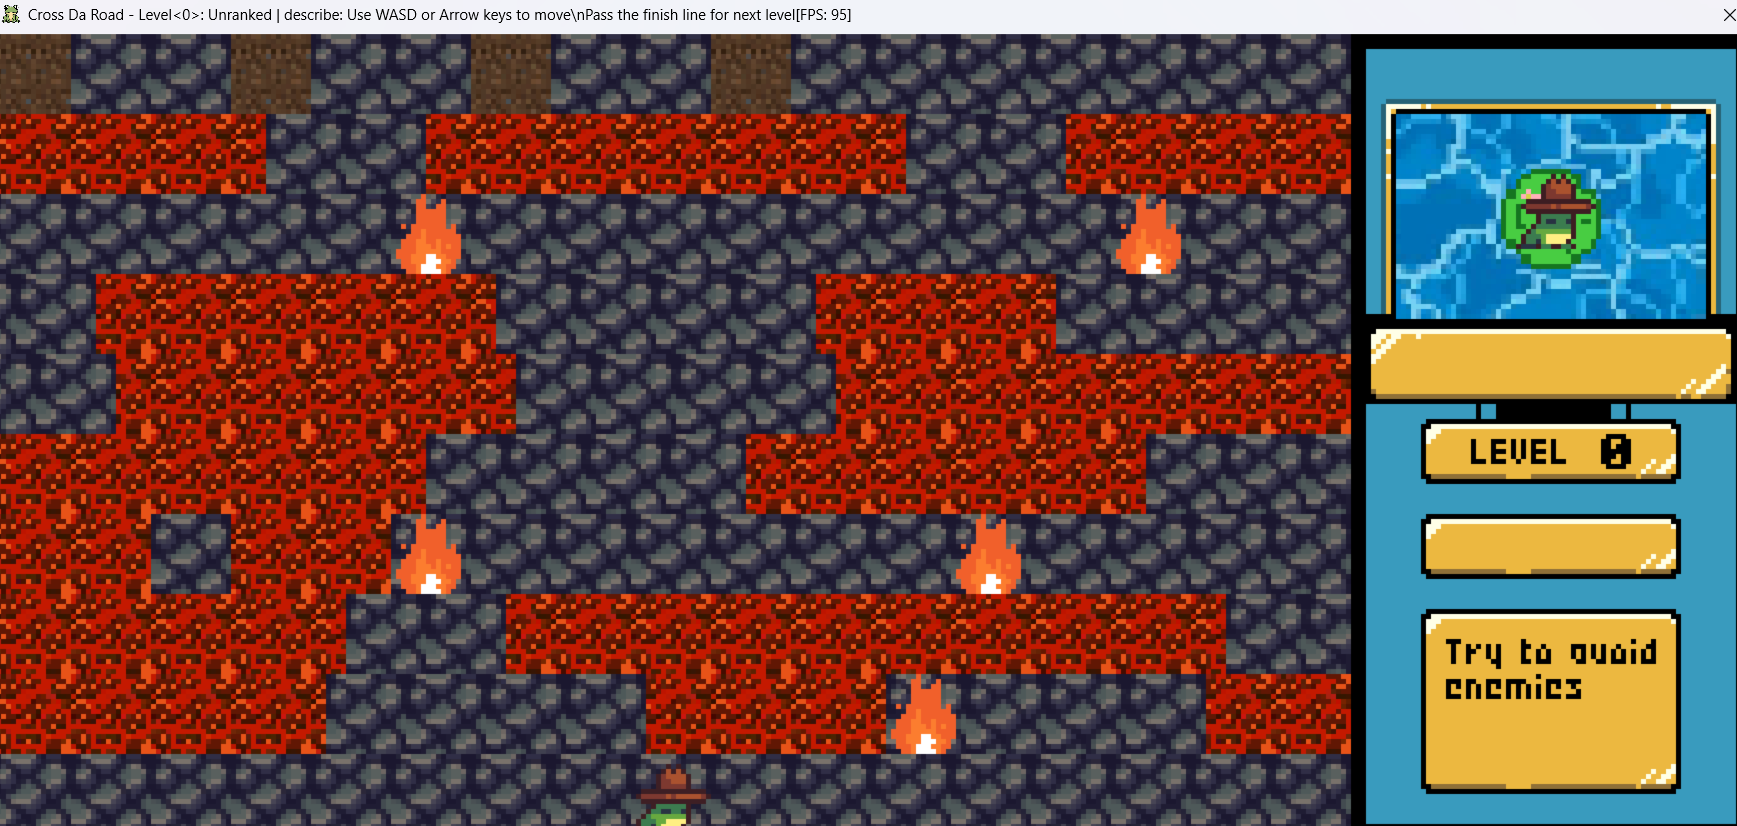 Cross Da Road - Level<0>: Unranked | describe: Use WASD or Arrow keys to move\nPass the finish line for next level[FPS: 95]
LEVEL 0
Try to avoid
enemies